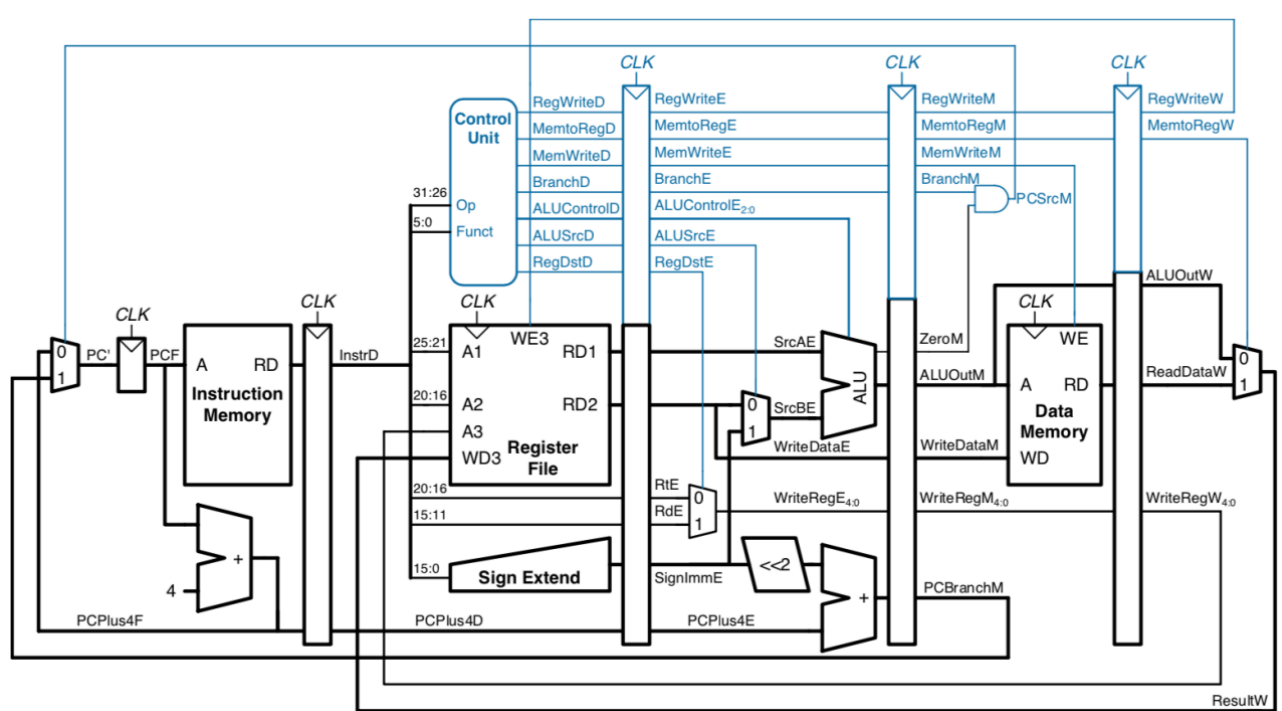 CLK CLK CLK
RegWriteD RegWriteE RegWriteM RegWriteW
Control Unit
MemtoRegD MemtoRegE MemtoRegM MemtoRegW
MemWriteD MemWriteE MemWriteM
31:26 BranchD BranchE BranchM
Op ALUControlD ALUControlE2:0 PCSrcM
5:0 Funct ALUSrcD ALUSrcE
RegDstD RegDstE
ALUOutW
CLK CLK CLK CLK
WE3 WE
0 PC' PCF A RD InstrD 25:21 A1 RD1 SrcAE ZeroM 0
1 ALU ALUOutM A RD ReadDataW 1
Instruction Memory
20:16 A2 RD2 0 SrcBE
1
A3
Data Memory
WD3 Register File WriteDataE WriteDataM WD
20:16 RtE 0 WriteRegE4:0 WriteRegM4:0 WriteRegW4:0
15:11 RdE 1
+
4
15:0 Sign Extend SignImmE <<2 + PCBranchM
PCPlus4F PCPlus4D PCPlus4E
ResultW